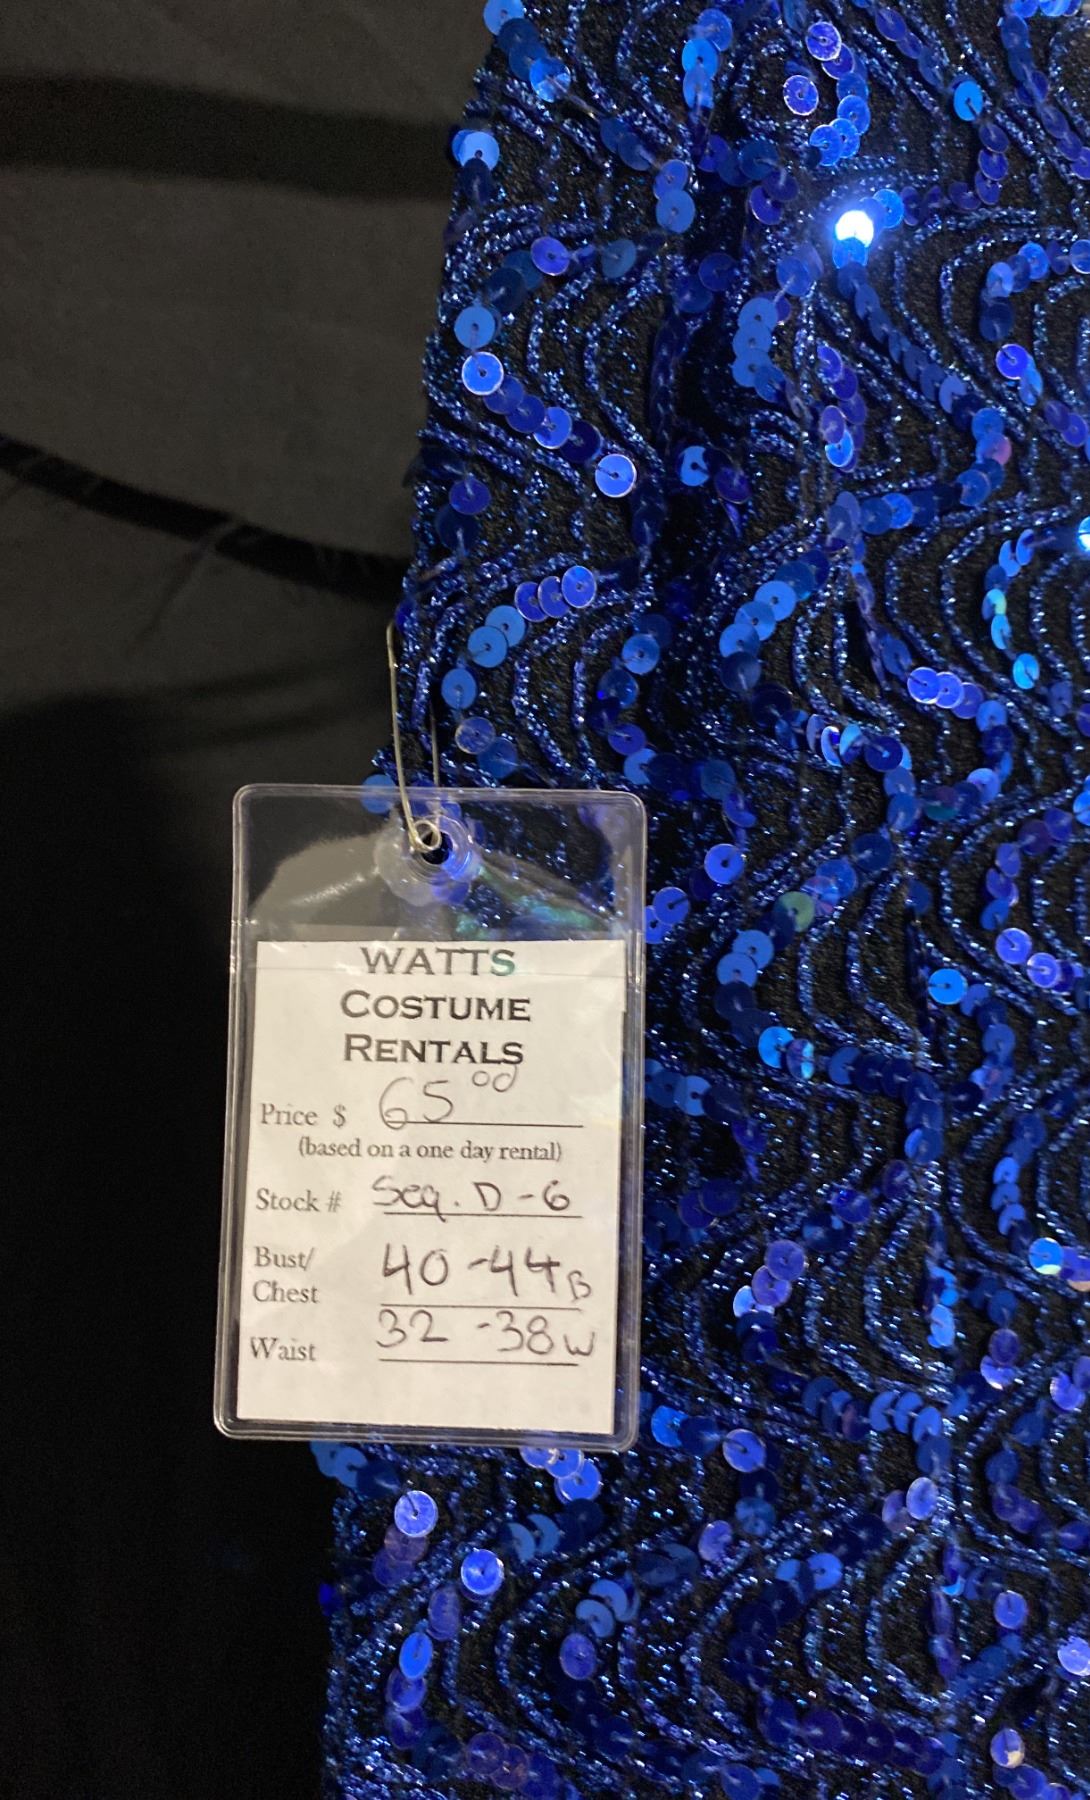 WATTS
COSTUME
RENTALS
Price $ 65 00
(based on a one day rental)
Stock # Seq. D-6
Bust/
Chest 40-44B
Waist 32-38W